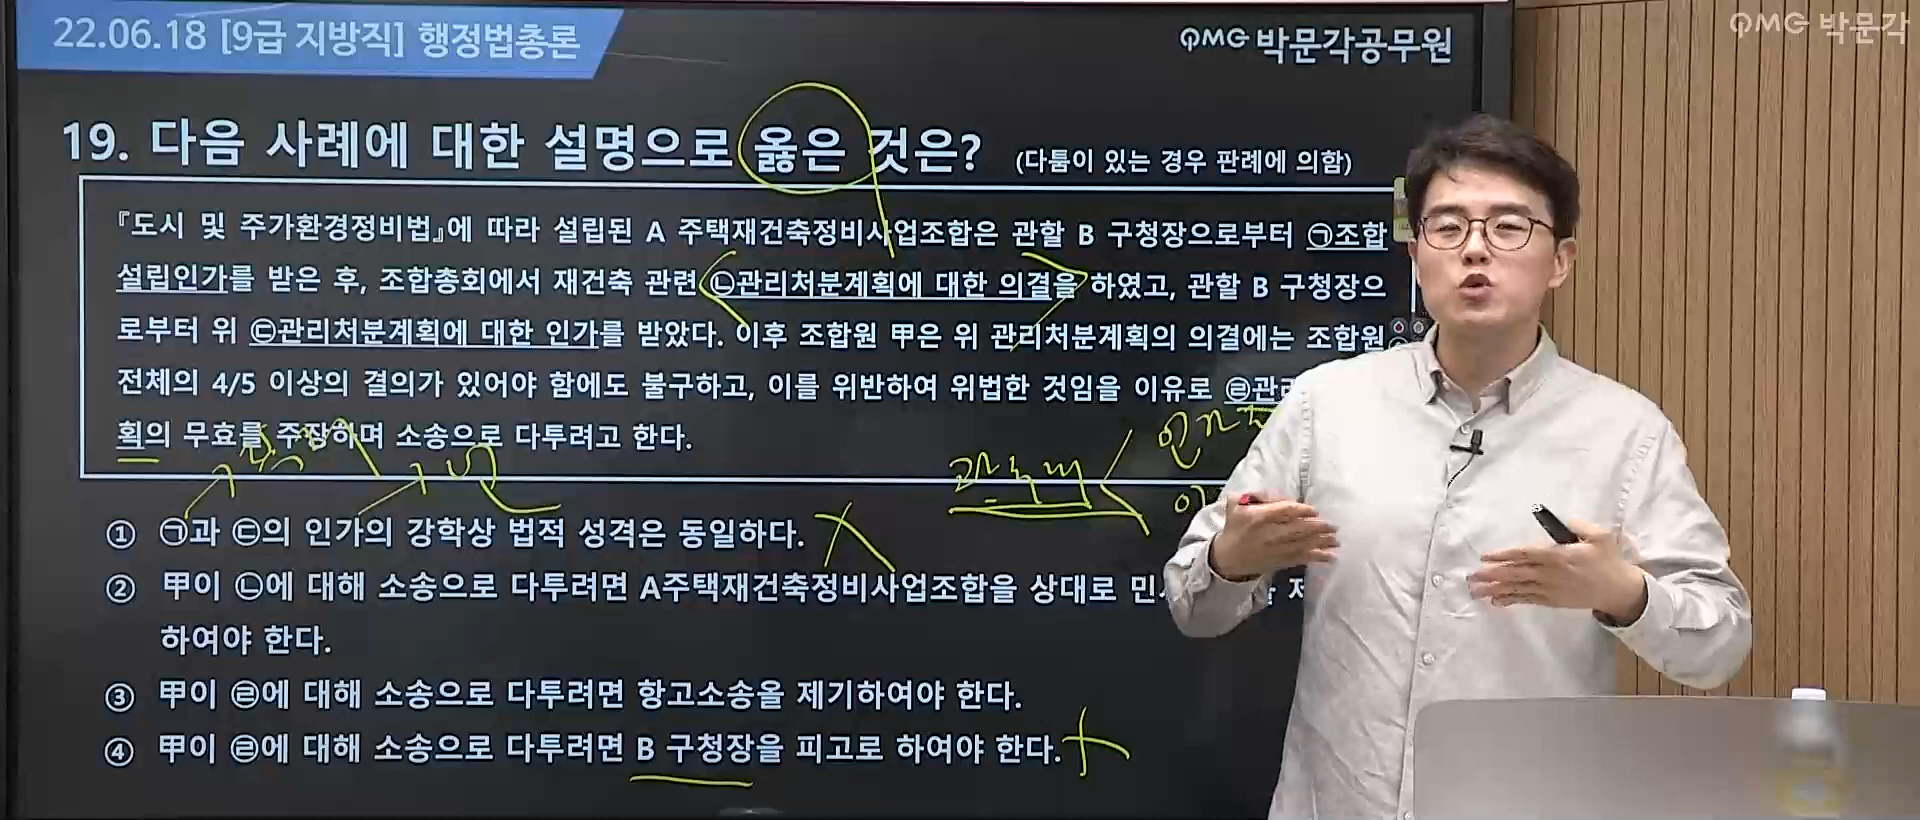 22.06.18 [9급 지방직] 행정법총론
박문각공무원
박문각
19. 다음 사례에 대한 설명으로 옳은 것은? (다툼이 있는 경우 판례에 의함)
『도시 및 주가환경정비법』에 따라 설립된 A 주택재건축정비사업조합은 관할 B 구청장으로부터 ㉠조합
설립인가를 받은 후, 조합총회에서 재건축 관련 ㉡관리처분계획에 대한 의결을 하였고, 관할 B 구청장으
로부터 위 ㉢관리처분계획에 대한 인가를 받았다. 이후 조합원 甲은 위 관리처분계획의 의결에는 조합원
전체의 4/5 이상의 결의가 있어야 함에도 불구하고, 이를 위반하여 위법한 것임을 이유로 ㉣관리
획의 무효를 주장하며 소송으로 다투려고 한다.
① ㉠과 ㉢의 인가의 강학상 법적 성격은 동일하다.
② 甲이 ㉡에 대해 소송으로 다투려면 A주택재건축정비사업조합을 상대로 민 제
하여야 한다.
③ 甲이 ㉣에 대해 소송으로 다투려면 항고소송올 제기하여야 한다.
④ 甲이 ㉣에 대해 소송으로 다투려면 B 구청장을 피고로 하여야 한다.